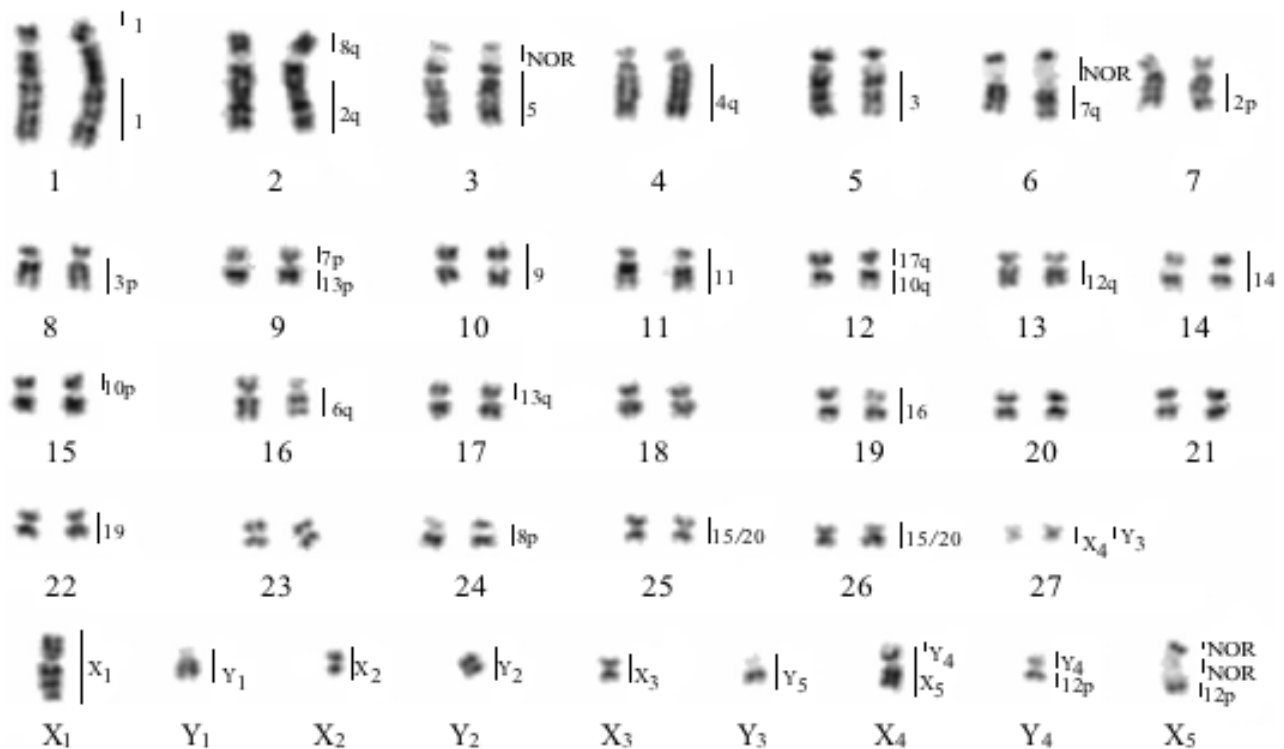 1 8q NOR
1 2q 5 4q 3 NOR 7q 2p
1 2 3 4 5 6 7
3p 7p 13p 9 11 17q 10q 12q 14
8 9 10 11 12 13 14
10p 6q 13q 16
15 16 17 18 19 20 21
19 8p 15/20 15/20 X4 Y3
22 23 24 25 26 27
X1 Y1 X2 Y2 X3 Y5 Y4 X5 Y4 12p NOR NOR 12p
X1 Y1 X2 Y2 X3 Y3 X4 Y4 X5